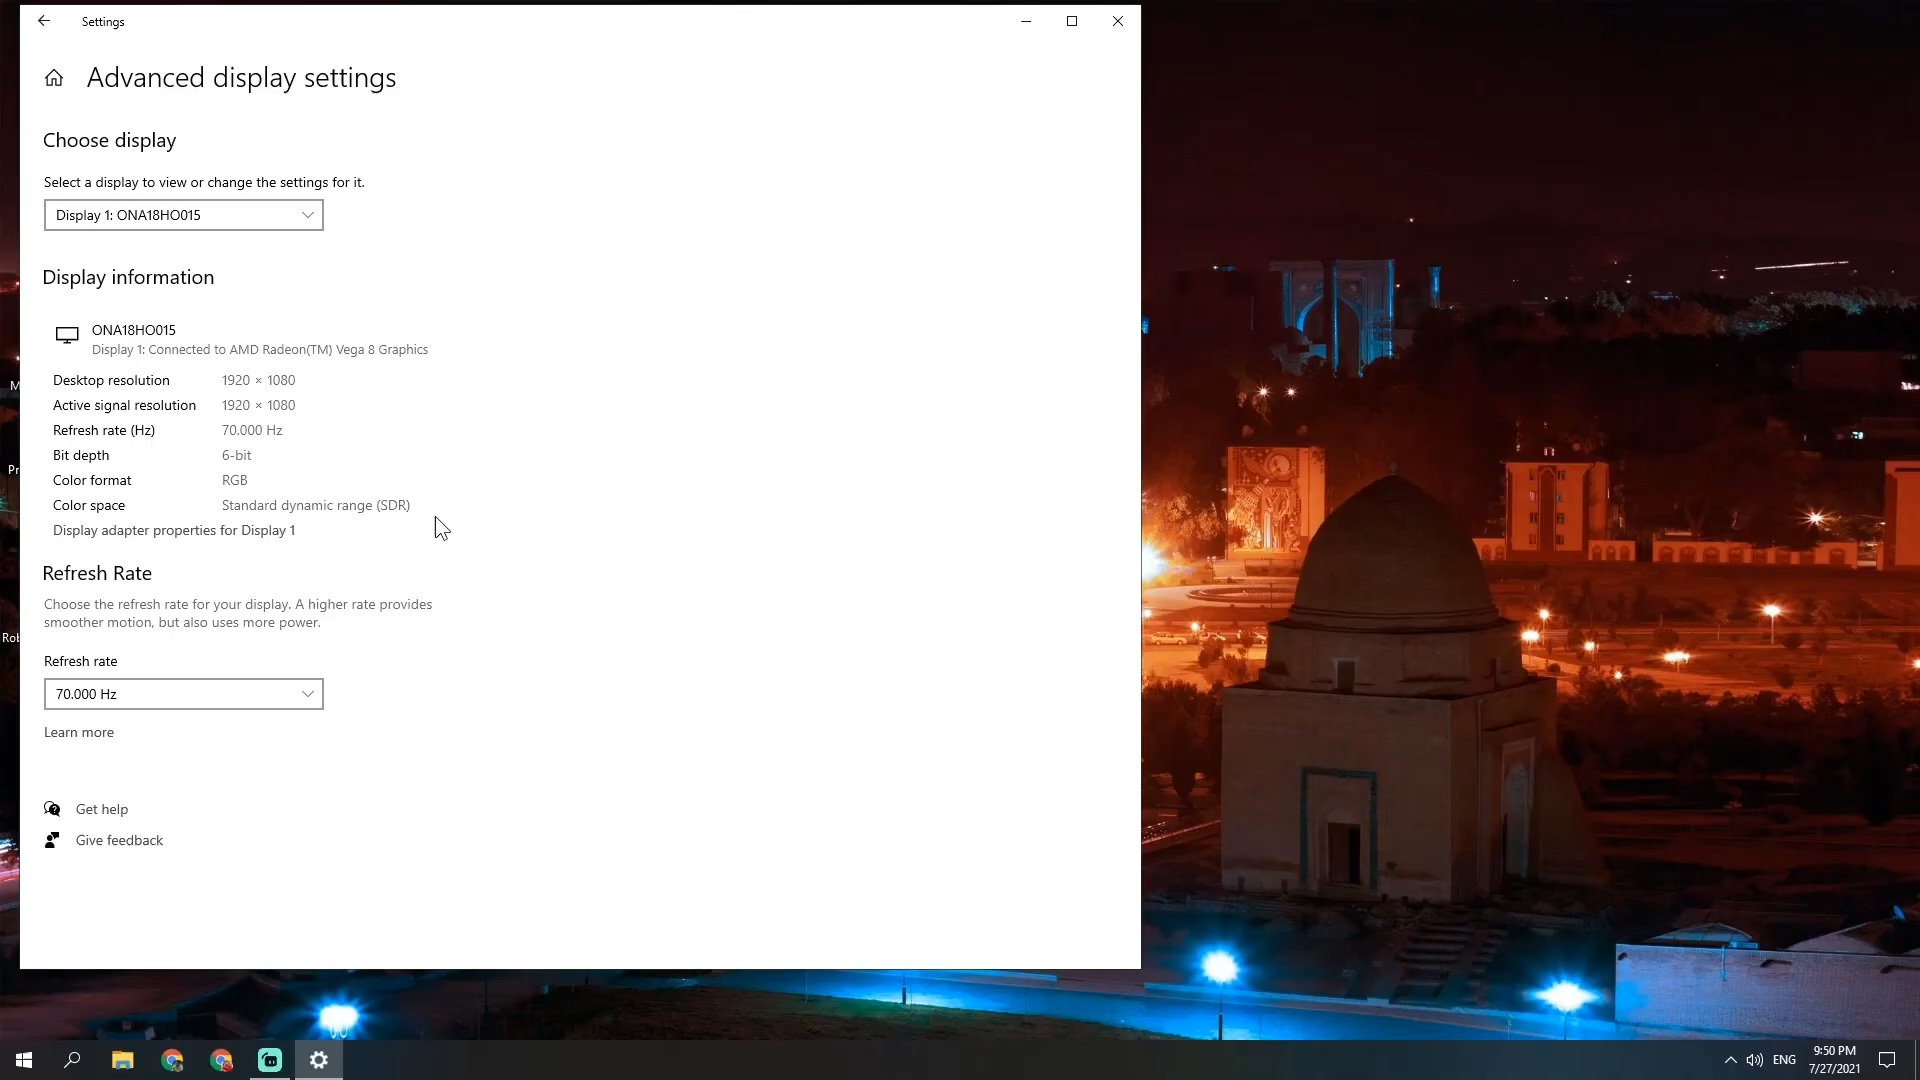 Settings
Advanced display settings
Choose display
Select a display to view or change the settings for it.
Display 1: ONA18HO015
Display information
ONA18HO015
Display 1: Connected to AMD Radeon(TM) Vega 8 Graphics
Desktop resolution 1920 × 1080
Active signal resolution 1920 × 1080
Refresh rate (Hz) 70.000 Hz
Bit depth 6-bit
Color format RGB
Color space Standard dynamic range (SDR)
Display adapter properties for Display 1
Refresh Rate
Choose the refresh rate for your display. A higher rate provides
smoother motion, but also uses more power.
Refresh rate
70.000 Hz
Learn more
Get help
Give feedback
M
Pr
Rob
ENG
9:50 PM
7/27/2021